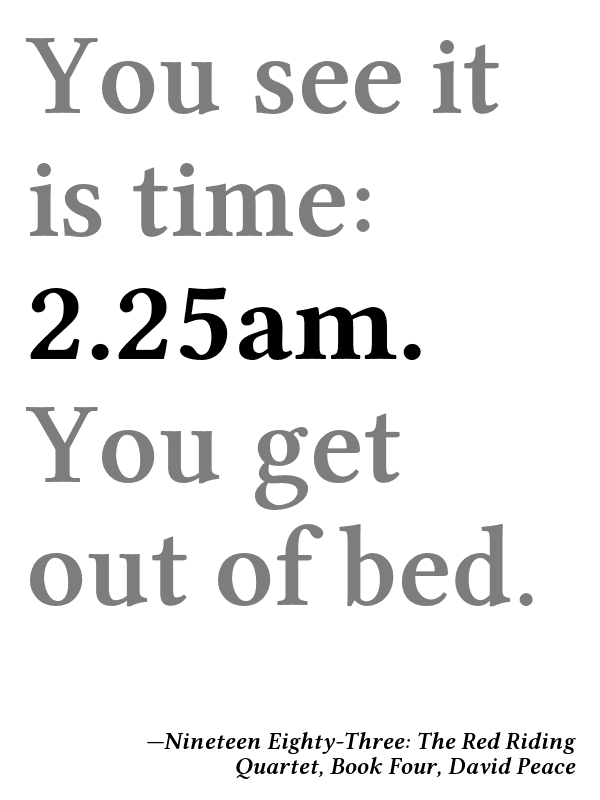 You see it
is time:
2.25am.
You get
out of bed.
—Nineteen Eighty-Three: The Red Riding
Quartet, Book Four, David Peace